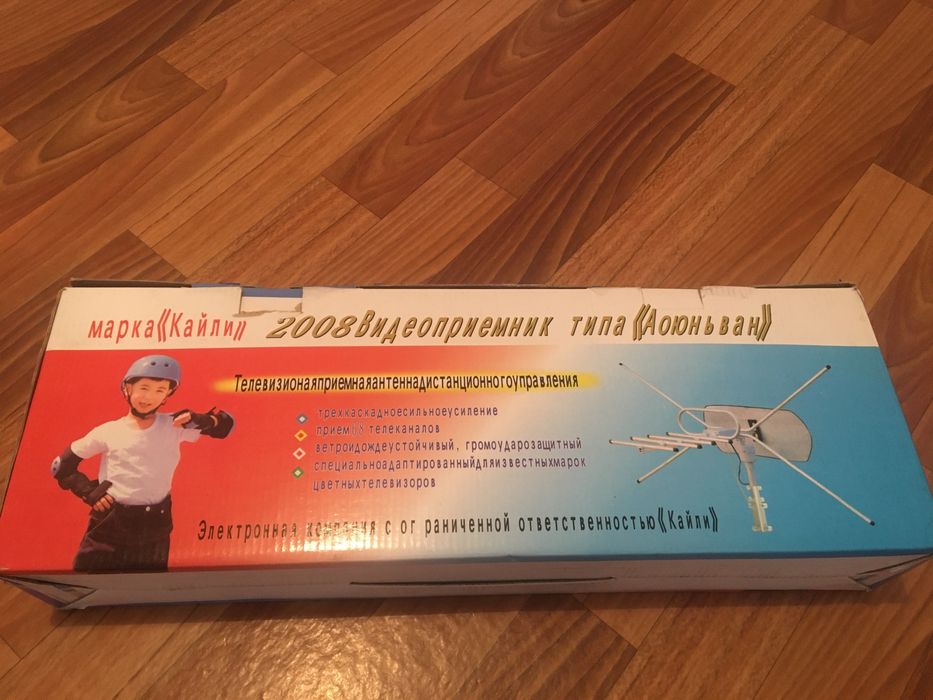 марка《Кайли》 2008Видеоприемник типа《Аоюньван》
Телевизионаяприемнаяантеннадистанционногоуправления
трехкаскадноесильноеусиление
прием телеканалов
ветроидождеустойчивый, громоударозащитный
специальноадаптированныйдляизвестныхмарок
цветныхтелевизоров
Электронная компания с ог раниченной ответственностью《Кайли》